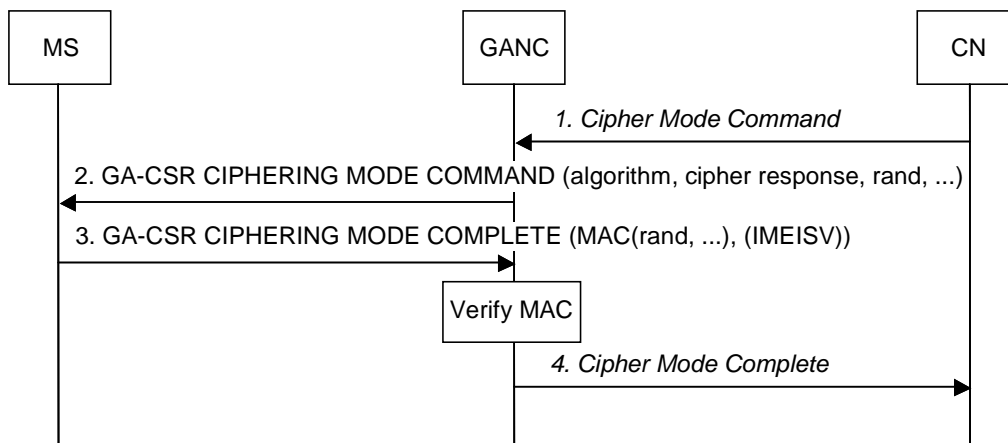 MS
GANC
CN
1. Cipher Mode Command
2. GA-CSR CIPHERING MODE COMMAND (algorithm, cipher response, rand, ...)
3. GA-CSR CIPHERING MODE COMPLETE (MAC(rand, ...), (IMEISV))
Verify MAC
4. Cipher Mode Complete